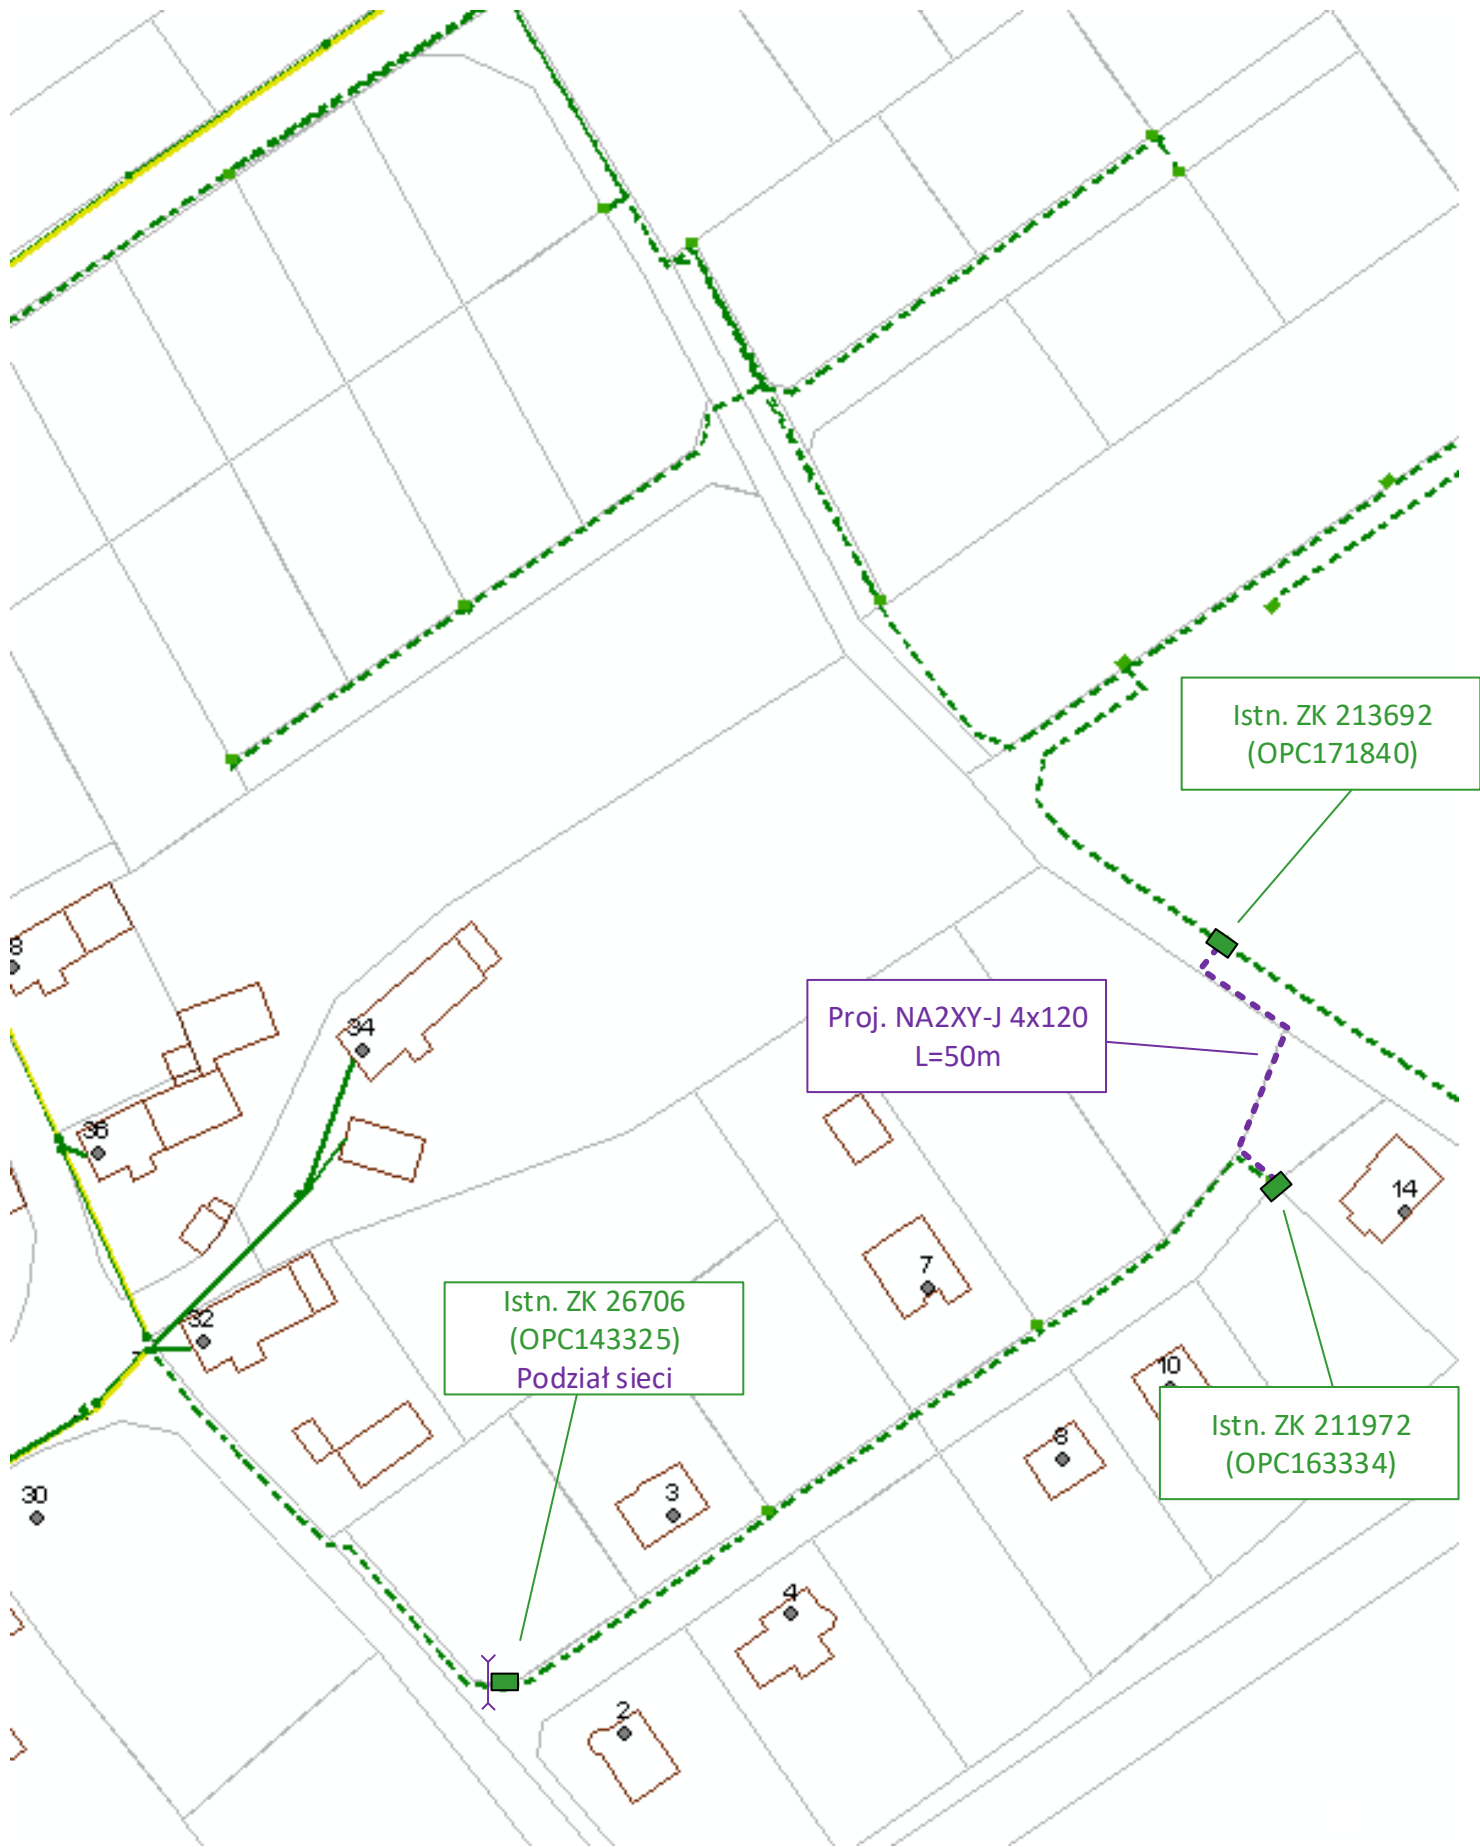 Istn. ZK 213692
(OPC171840)
8
Proj. NA2XY-J 4x120
L=50m
34
36
14
7
32
Istn. ZK 26706
(OPC143325)
Podział sieci
10
Istn. ZK 211972
(OPC163334)
8
30
3
4
2